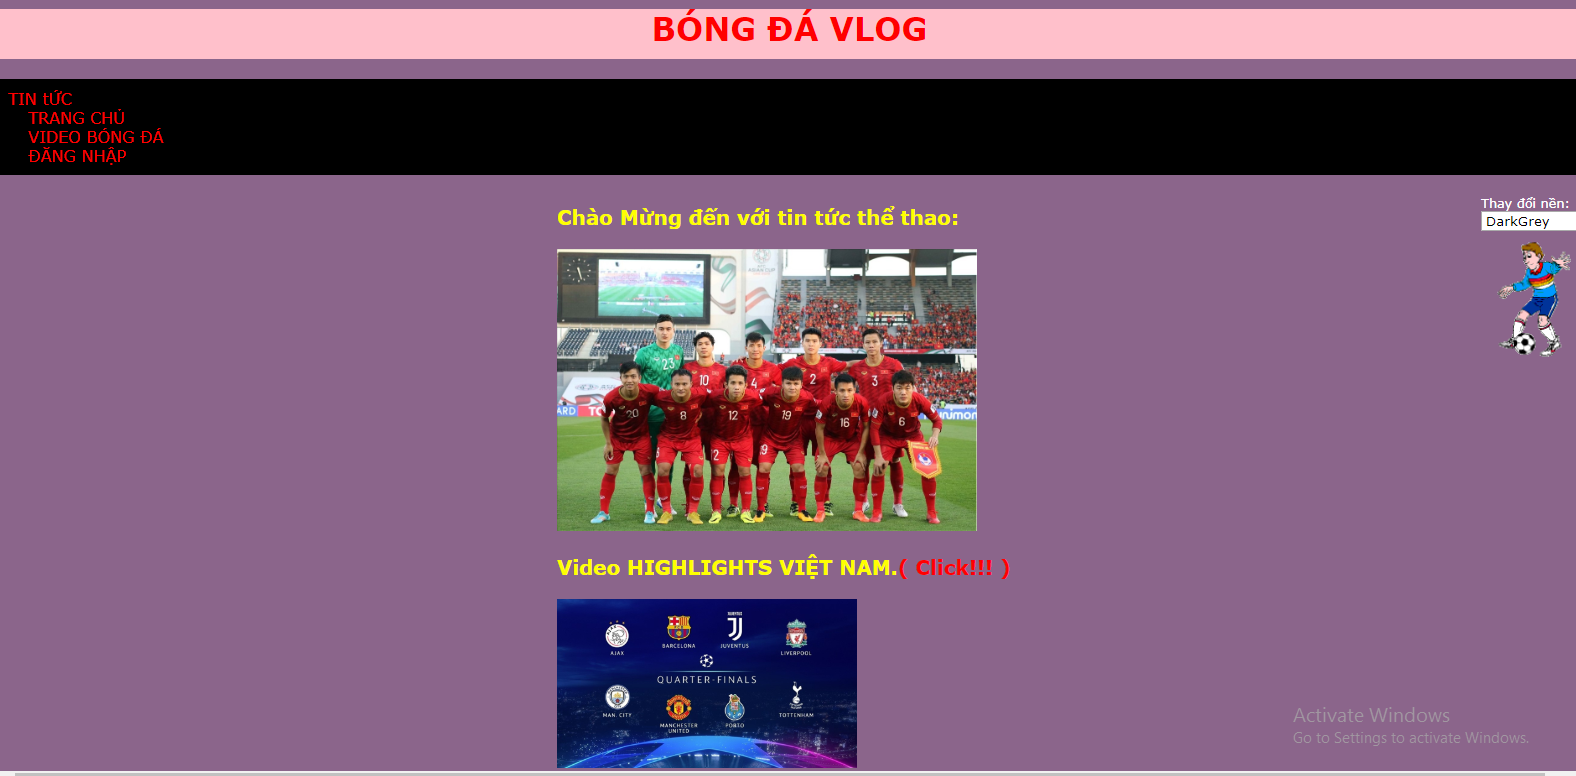 BÓNG ĐÁ VLOG
TIN tỨC
TRANG CHỦ
VIDEO BÓNG ĐÁ
ĐĂNG NHẬP
Thay đổi nền:
DarkGrey
Chào Mừng đến với tin tức thể thao:
ASIAN CUP
23
10
4
2
3
20
8
12
19
16
6
Video HIGHLIGHTS VIỆT NAM.( Click!!! )
AJAX
BARCELONA
JUVENTUS
LIVERPOOL
QUARTER-FINALS
MAN. CITY
MANCHESTER UNITED
PORTO
TOTTENHAM
Activate Windows
Go to Settings to activate Windows.